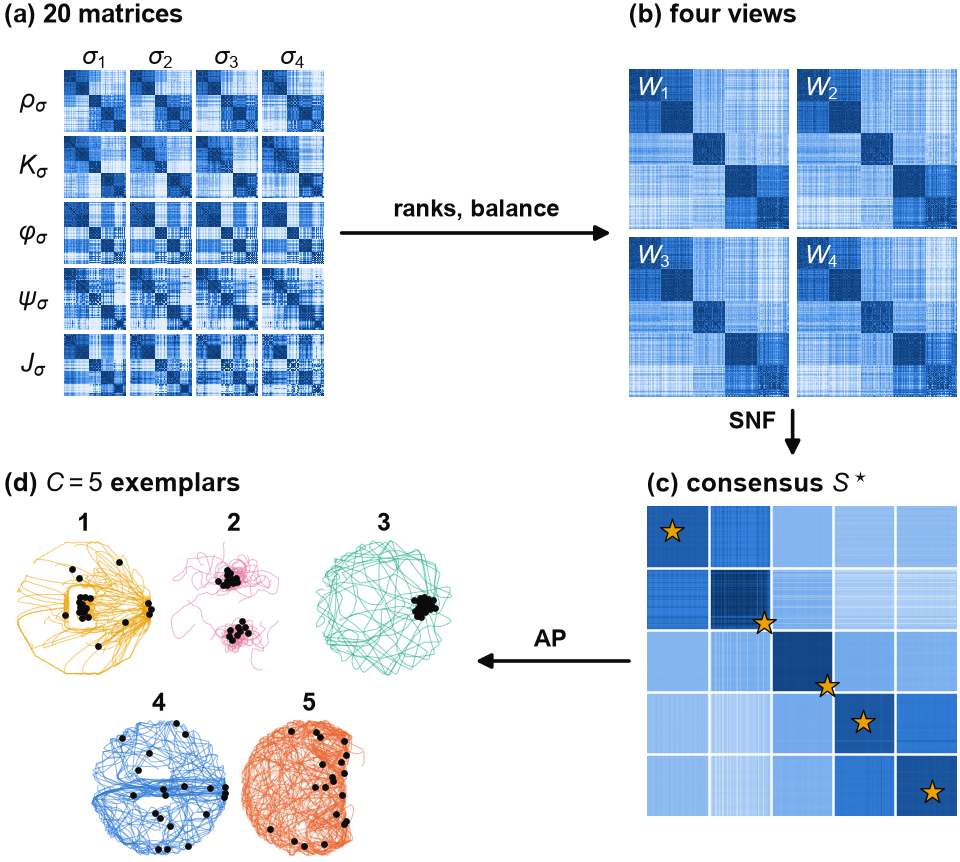 (a) 20 matrices
σ₁ σ₂ σ₃ σ₄
ρσ
Kσ
φσ
ψσ
Jσ
ranks, balance
(b) four views
W₁ W₂
W₃ W₄
SNF
(c) consensus S⋆
AP
(d) C = 5 exemplars
1 2 3
4 5